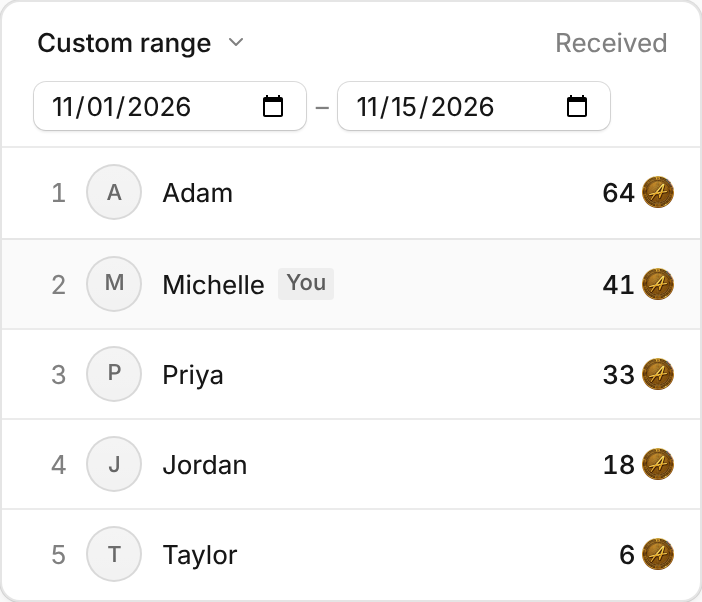 Custom range Received
11/01/2026 – 11/15/2026
1 A Adam 64
2 M Michelle You 41
3 P Priya 33
4 J Jordan 18
5 T Taylor 6